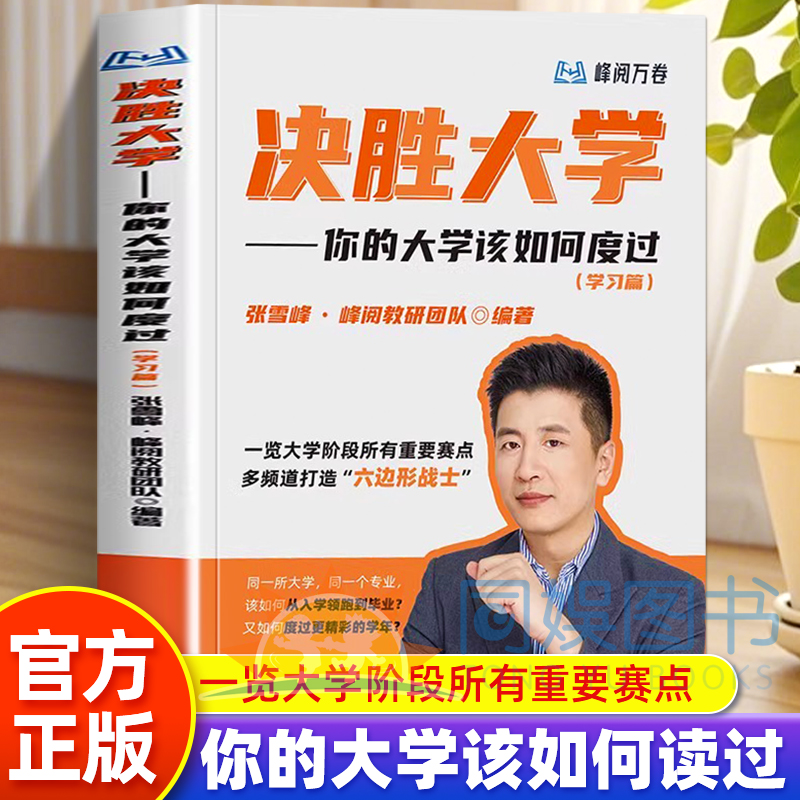 峰阅万卷
决胜大学
——你的大学该如何度过
(学习篇)
张雪峰·峰阅教研团队◎编著
一览大学阶段所有重要赛点
多频道打造“六边形战士”
同一所大学，同一个专业，
该如何从入学领跑到毕业？
又如何度过更精彩的学年？
决胜大学——你的大学该如何度过(学习篇) 张雪峰·峰阅教研团队◎编著
同娱图书
BOOKS
官方
正版
一览大学阶段所有重要赛点
你的大学该如何读过